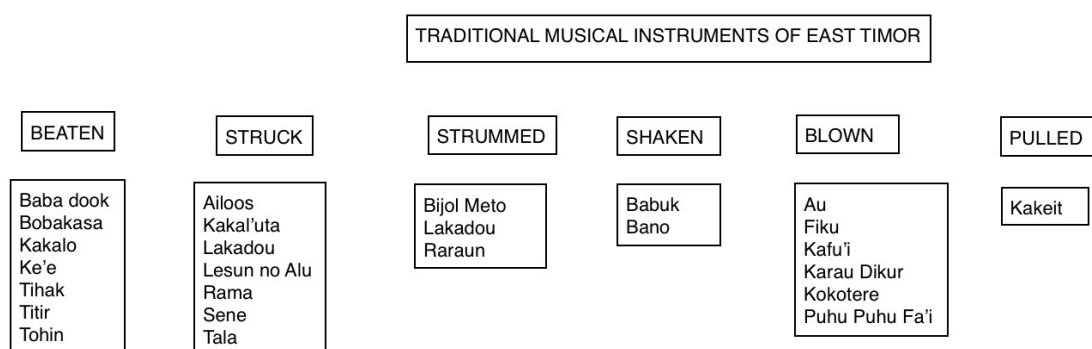 TRADITIONAL MUSICAL INSTRUMENTS OF EAST TIMOR
BEATEN
Baba dook
Bobakasa
Kakalo
Ke’e
Tihak
Titir
Tohin
STRUCK
Ailoos
Kakal’uta
Lakadou
Lesun no Alu
Rama
Sene
Tala
STRUMMED
Bijol Meto
Lakadou
Raraun
SHAKEN
Babuk
Bano
BLOWN
Au
Fiku
Kafu’i
Karau Dikur
Kokotere
Puhu Puhu Fa’i
PULLED
Kakeit